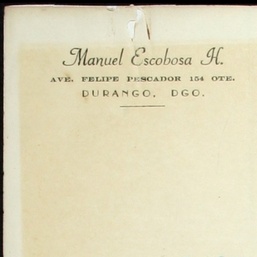 Manuel Escobosa H.
AVE. FELIPE PESCADOR 154 OTE.
DURANGO, DGO.